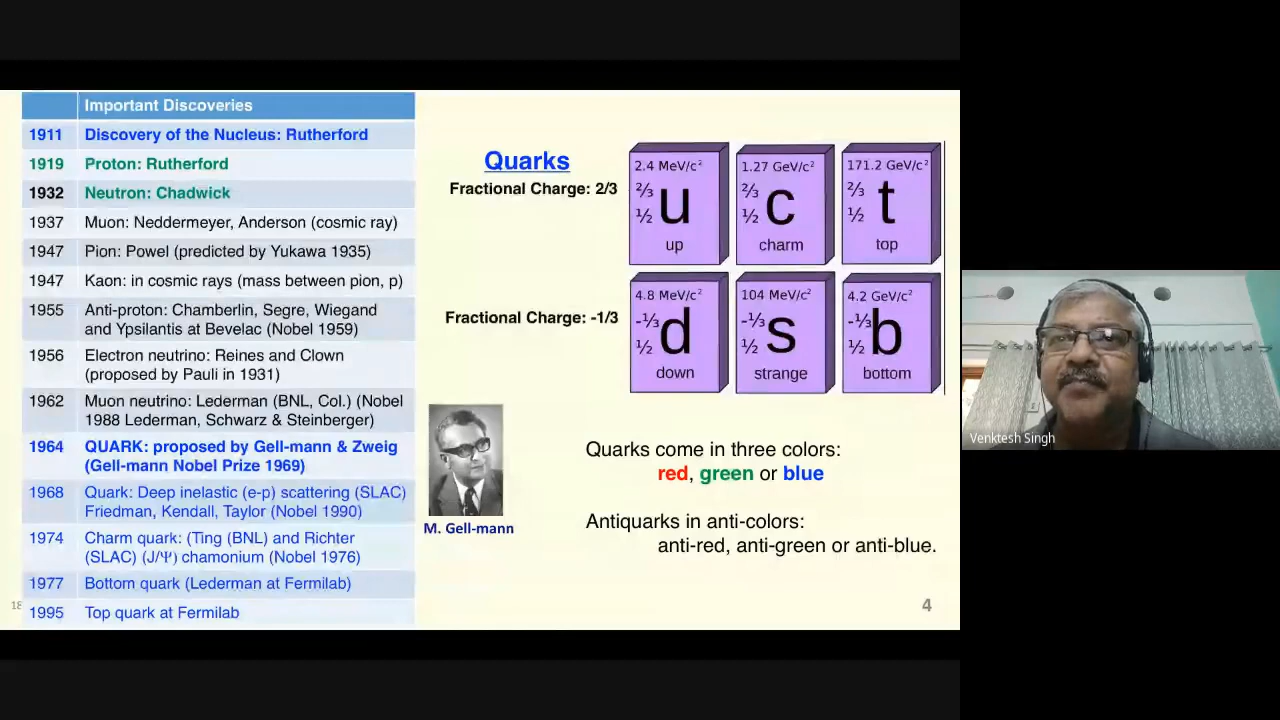 Important Discoveries
1911 Discovery of the Nucleus: Rutherford
1919 Proton: Rutherford
1932 Neutron: Chadwick
1937 Muon: Neddermeyer, Anderson (cosmic ray)
1947 Pion: Powel (predicted by Yukawa 1935)
1947 Kaon: in cosmic rays (mass between pion, p)
1955 Anti-proton: Chamberlin, Segre, Wiegand
and Ypsilantis at Bevelac (Nobel 1959)
1956 Electron neutrino: Reines and Clown
(proposed by Pauli in 1931)
1962 Muon neutrino: Lederman (BNL, Col.) (Nobel
1988 Lederman, Schwarz & Steinberger)
1964 QUARK: proposed by Gell-mann & Zweig
(Gell-mann Nobel Prize 1969)
1968 Quark: Deep inelastic (e-p) scattering (SLAC)
Friedman, Kendall, Taylor (Nobel 1990)
1974 Charm quark: (Ting (BNL) and Richter
(SLAC) (J/Ψ) chamonium (Nobel 1976)
1977 Bottom quark (Lederman at Fermilab)
18
1995 Top quark at Fermilab
Quarks
Fractional Charge: 2/3
2.4 MeV/c²
⅔
½
u
up
1.27 GeV/c²
⅔
½
c
charm
171.2 GeV/c²
⅔
½
t
top
Fractional Charge: -1/3
4.8 MeV/c²
-⅓
½
d
down
104 MeV/c²
-⅓
½
s
strange
4.2 GeV/c²
-⅓
½
b
bottom
M. Gell-mann
Quarks come in three colors:
red, green or blue
Antiquarks in anti-colors:
anti-red, anti-green or anti-blue.
4
Venktesh Singh